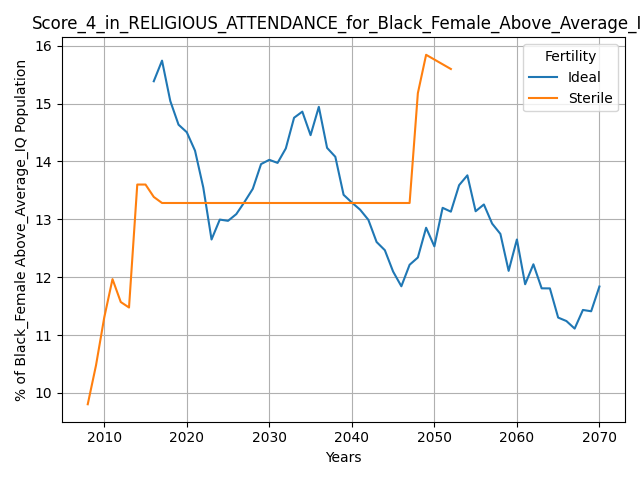 Score_4_in_RELIGIOUS_ATTENDANCE_for_Black_Female_Above_Average_I
% of Black_Female Above_Average_IQ Population
16
15
14
13
12
11
10
Fertility
Ideal
Sterile
2010 2020 2030 2040 2050 2060 2070
Years